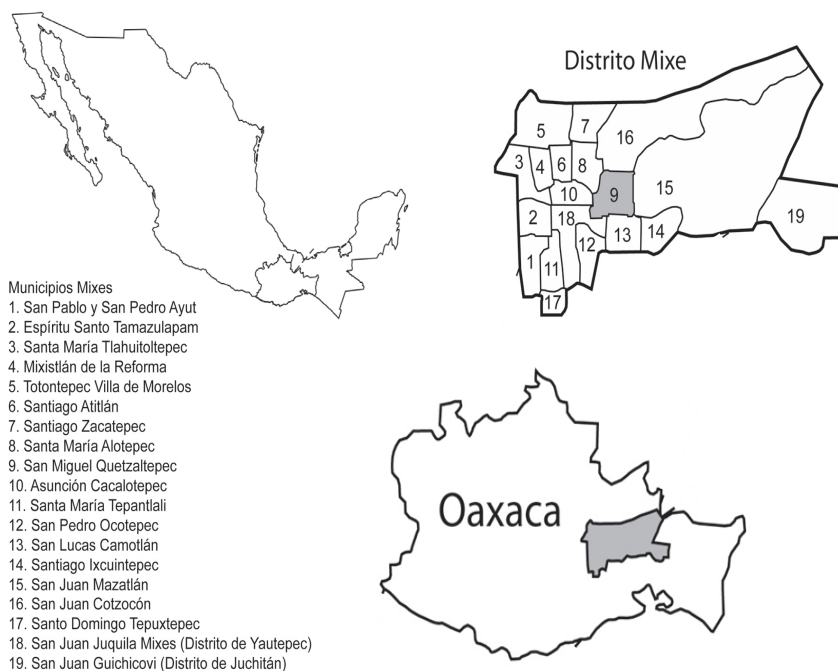 Distrito Mixe
5
7
16
3
4
6
8
10
9
15
2
18
19
12
13
14
1
11
17
Municipios Mixes
1. San Pablo y San Pedro Ayut
2. Espíritu Santo Tamazulapam
3. Santa María Tlahuitoltepec
4. Mixistlán de la Reforma
5. Totontepec Villa de Morelos
6. Santiago Atitlán
7. Santiago Zacatepec
8. Santa María Alotepec
9. San Miguel Quetzaltepec
10. Asunción Cacalotepec
11. Santa María Tepantlali
12. San Pedro Ocotepec
13. San Lucas Camotlán
14. Santiago Ixcuintepec
15. San Juan Mazatlán
16. San Juan Cotzocón
17. Santo Domingo Tepuxtepec
18. San Juan Juquila Mixes (Distrito de Yautepec)
19. San Juan Guichicovi (Distrito de Juchitán)
Oaxaca